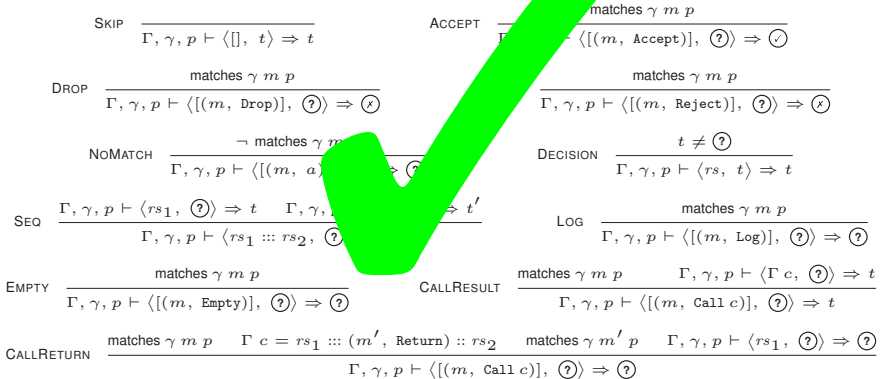 SKIP Γ, γ, p ⊢ ⟨[], t⟩ ⇒ t
ACCEPT matches γ m p
⟨[(m, Accept)], ?⟩ ⇒ ✓
DROP matches γ m p
Γ, γ, p ⊢ ⟨[(m, Drop)], ?⟩ ⇒ ✗
matches γ m p
Γ, γ, p ⊢ ⟨[(m, Reject)], ?⟩ ⇒ ✗
NOMATCH ¬ matches γ m
Γ, γ, p ⊢ ⟨[(m, a)
DECISION t ≠ ?
Γ, γ, p ⊢ ⟨rs, t⟩ ⇒ t
SEQ Γ, γ, p ⊢ ⟨rs₁, ?⟩ ⇒ t Γ, γ, ⇒ t′
Γ, γ, p ⊢ ⟨rs₁ ::: rs₂, ?
LOG matches γ m p
Γ, γ, p ⊢ ⟨[(m, Log)], ?⟩ ⇒ ?
EMPTY matches γ m p
Γ, γ, p ⊢ ⟨[(m, Empty)], ?⟩ ⇒ ?
CALLRESULT matches γ m p Γ, γ, p ⊢ ⟨Γ c, ?⟩ ⇒ t
Γ, γ, p ⊢ ⟨[(m, Call c)], ?⟩ ⇒ t
CALLRETURN matches γ m p Γ c = rs₁ ::: (m′, Return) :: rs₂ matches γ m′ p Γ, γ, p ⊢ ⟨rs₁, ?⟩ ⇒ ?
Γ, γ, p ⊢ ⟨[(m, Call c)], ?⟩ ⇒ ?